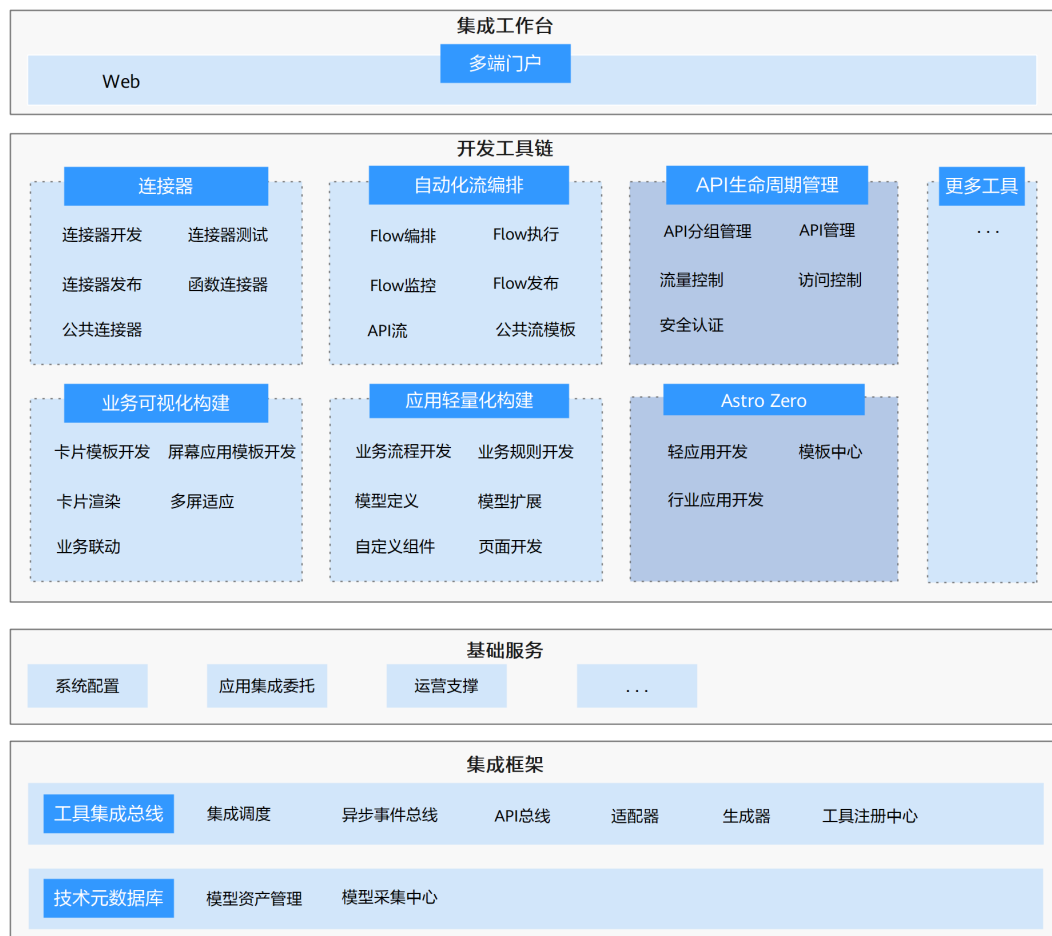 集成工作台
多端门户
Web
开发工具链
连接器
连接器开发 连接器测试
连接器发布 函数连接器
公共连接器
自动化流编排
Flow编排 Flow执行
Flow监控 Flow发布
API流 公共流模板
API生命周期管理
API分组管理 API管理
流量控制 访问控制
安全认证
更多工具
...
业务可视化构建
卡片模板开发 屏幕应用模板开发
卡片渲染 多屏适应
业务联动
应用轻量化构建
业务流程开发 业务规则开发
模型定义 模型扩展
自定义组件 页面开发
Astro Zero
轻应用开发 模板中心
行业应用开发
基础服务
系统配置 应用集成委托 运营支撑 ...
集成框架
工具集成总线 集成调度 异步事件总线 API总线 适配器 生成器 工具注册中心
技术元数据库 模型资产管理 模型采集中心